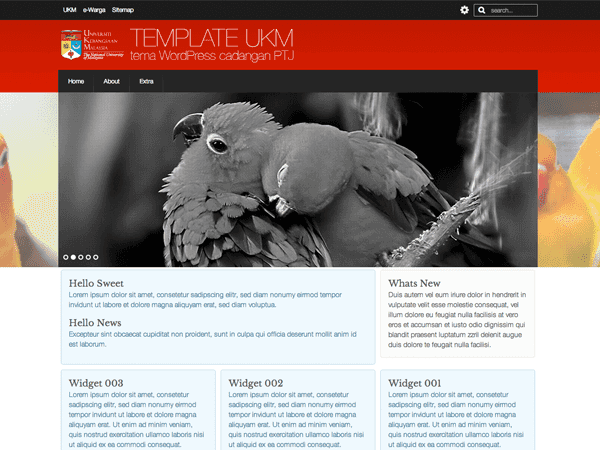 UKM e-Warga Sitemap
search...
UNIVERSITI
KEBANGSAAN
MALAYSIA
The National University
of Malaysia
TEMPLATE UKM
tema WordPress cadangan PTJ
Home About Extra
Hello Sweet
Lorem ipsum dolor sit amet, consetetur sadipscing elitr, sed diam nonumy eirmod tempor
invidunt ut labore et dolore magna aliquyam erat, sed diam voluptua.
Hello News
Excepteur sint obcaecat cupiditat non proident, sunt in culpa qui officia deserunt mollit anim id
est laborum.
Whats New
Duis autem vel eum iriure dolor in hendrerit in
vulputate velit esse molestie consequat, vel
illum dolore eu feugiat nulla facilisis at vero
eros et accumsan et iusto odio dignissim qui
blandit praesent luptatum zzril delenit augue
duis dolore te feugait nulla facilisi.
Widget 003
Lorem ipsum dolor sit amet, consetetur
sadipscing elitr, sed diam nonumy eirmod
tempor invidunt ut labore et dolore magna
aliquyam erat. Ut enim ad minim veniam,
quis nostrud exercitation ullamco laboris nisi
ut aliquid ex ea commodi consequat.
Widget 002
Lorem ipsum dolor sit amet, consetetur
sadipscing elitr, sed diam nonumy eirmod
tempor invidunt ut labore et dolore magna
aliquyam erat. Ut enim ad minim veniam,
quis nostrud exercitation ullamco laboris nisi
ut aliquid ex ea commodi consequat.
Widget 001
Lorem ipsum dolor sit amet, consetetur
sadipscing elitr, sed diam nonumy eirmod
tempor invidunt ut labore et dolore magna
aliquyam erat. Ut enim ad minim veniam,
quis nostrud exercitation ullamco laboris nisi
ut aliquid ex ea commodi consequat.